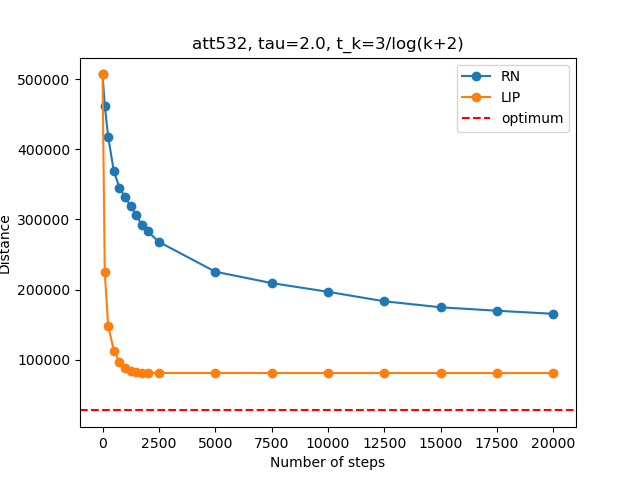 att532, tau=2.0, t_k=3/log(k+2)
RN
LIP
optimum
500000
400000
300000
200000
100000
Distance
0 2500 5000 7500 10000 12500 15000 17500 20000
Number of steps